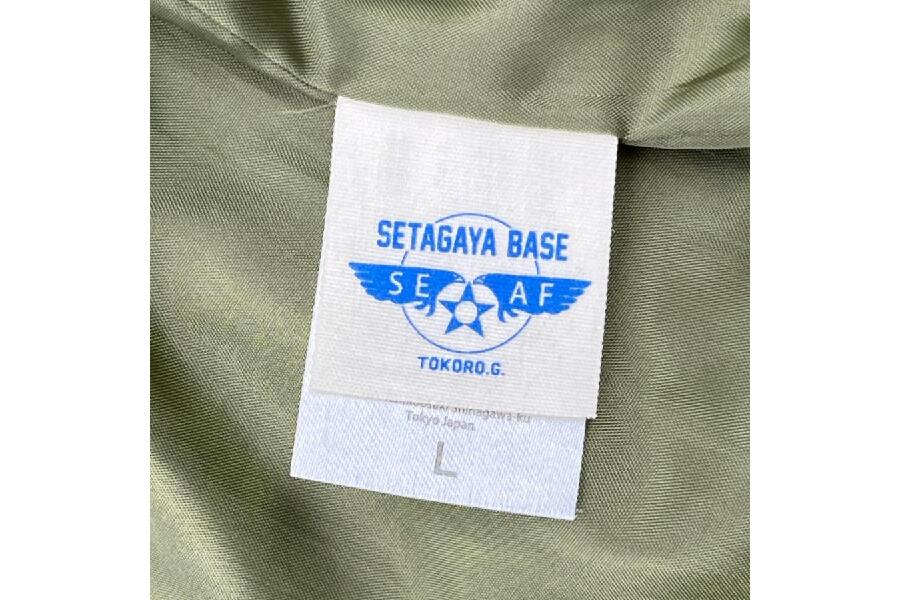 SETAGAYA BASE
SE AF
TOKORO.G.
Shinagawa-ku
Tokyo Japan.
L